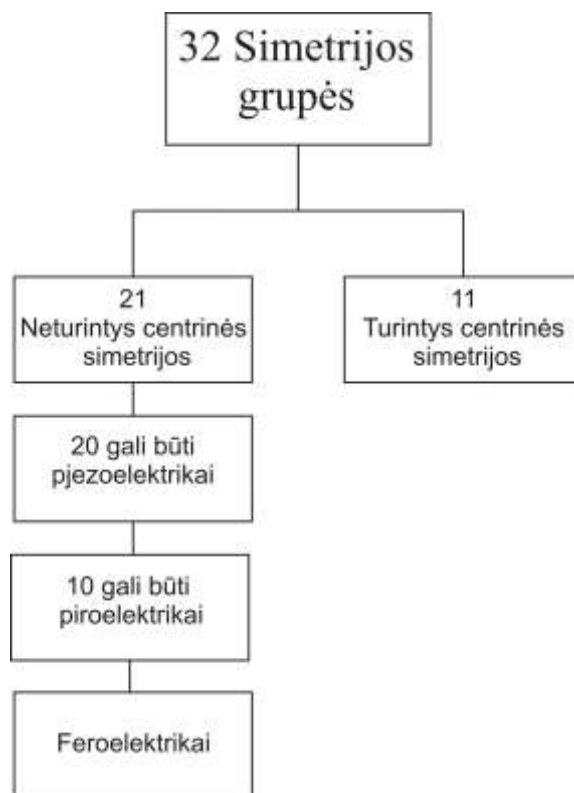 32 Simetrijos
grupės
21
Neturintys centrinės
simetrijos
11
Turintys centrinės
simetrijos
20 gali būti
pjezoelektrikai
10 gali būti
piroelektrikai
Feroelektrikai